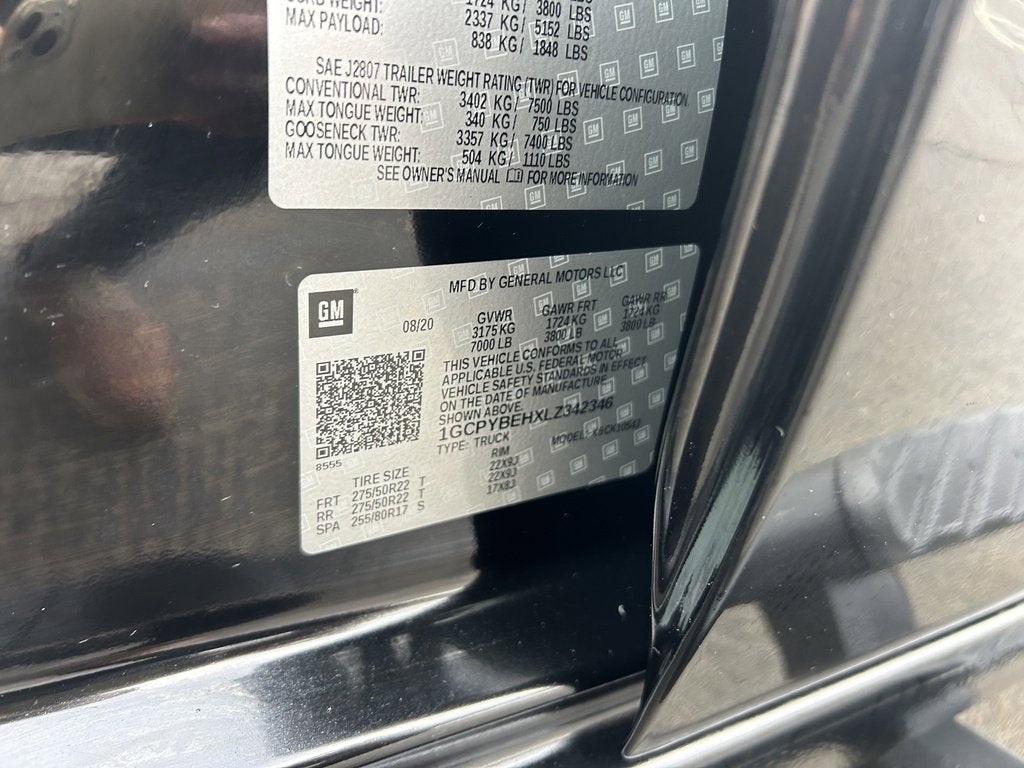 CURB WEIGHT: 1724 KG/ 3800 LBS
MAX PAYLOAD: 2337 KG/ 5152 LBS
838 KG/ 1848 LBS
SAE J2807 TRAILER WEIGHT RATING (TWR) FOR VEHICLE CONFIGURATION
CONVENTIONAL TWR: 3402 KG/ 7500 LBS
MAX TONGUE WEIGHT: 340 KG/ 750 LBS
GOOSENECK TWR: 3357 KG/ 7400 LBS
MAX TONGUE WEIGHT: 504 KG/ 1110 LBS
SEE OWNER'S MANUAL FOR MORE INFORMATION
GM
MFD BY GENERAL MOTORS LLC
08/20
GVWR GAWR FRT GAWR RR
3175 KG 1724 KG 1724 KG
7000 LB 3800 LB 3800 LB
THIS VEHICLE CONFORMS TO ALL
APPLICABLE U.S. FEDERAL MOTOR
VEHICLE SAFETY STANDARDS IN EFFECT
ON THE DATE OF MANUFACTURE
SHOWN ABOVE.
1GCPYBEHXLZ342346
TYPE: TRUCK MODEL:
8555
TIRE SIZE RIM
FRT 275/50R22 T 22X9J
RR 275/50R22 T 22X9J
SPA 255/80R17 S 17X8J